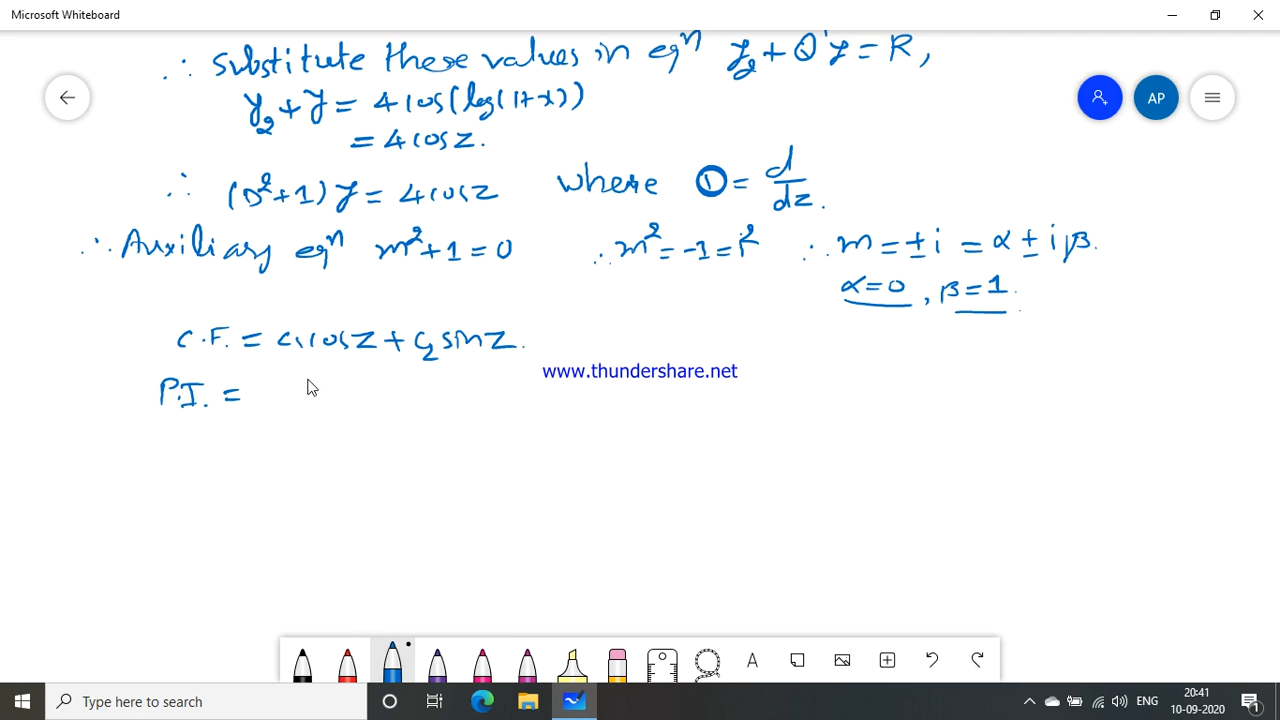 Microsoft Whiteboard
∴ substitute these values in eqⁿ y₂ + Q'y = R,
y₂ + y = 4 cos(log(1+x))
= 4 cos z.
∴ (D²+1) y = 4 cos z where D = d/dz.
∴ Auxiliary eqⁿ m²+1 = 0 ∴ m² = -1 = i² ∴ m = ± i = α ± iβ.
α = 0, β = 1.
C.F. = c₁ cos z + c₂ sin z.
www.thundershare.net
P.I. =
AP
A
Type here to search
ENG
20:41
10-09-2020
1